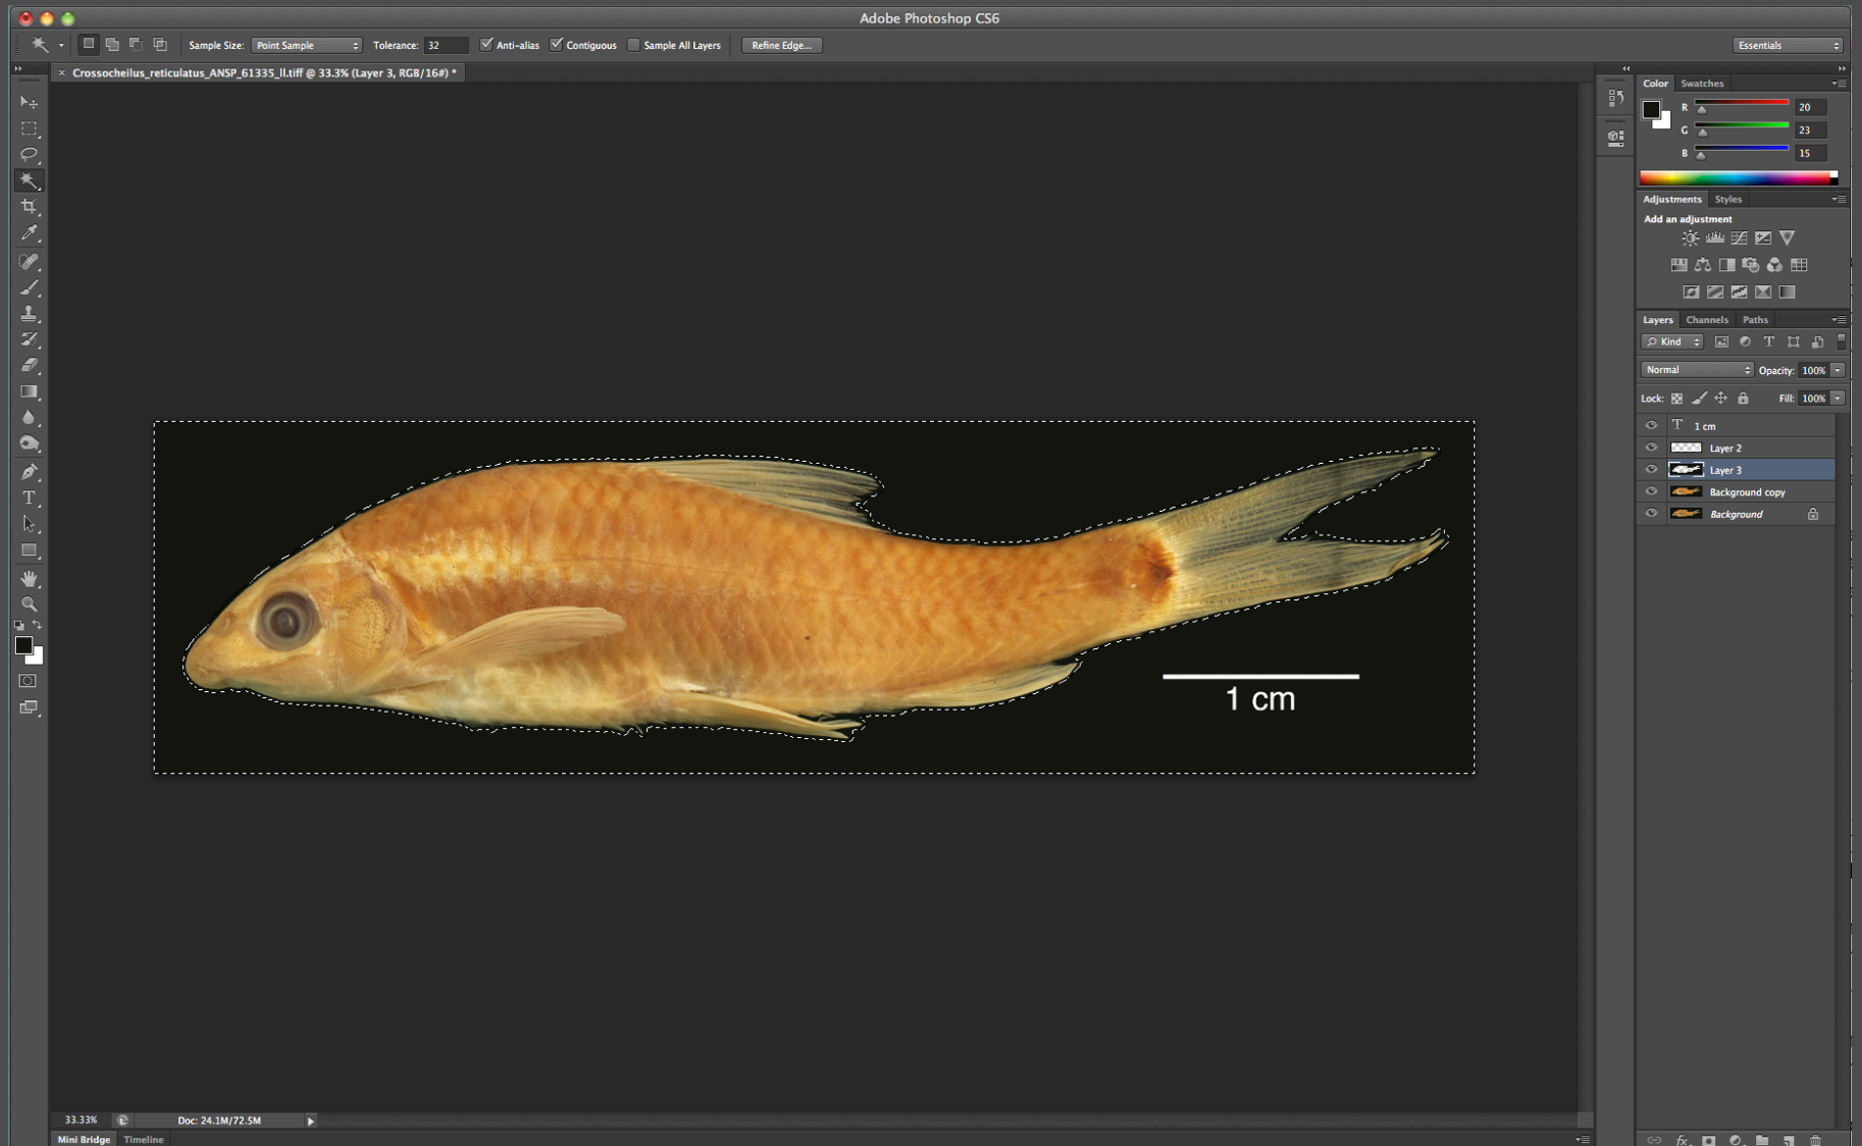 Adobe Photoshop CS6
Sample Size: Point Sample Tolerance: 32 Anti-alias Contiguous Sample All Layers Refine Edge... Essentials
Crossocheilus_reticulatus_ANSP_61335_ll.tiff @ 33.3% (Layer 3, RGB/16#) *
Color Swatches
R 20
G 23
B 15
Adjustments Styles
Add an adjustment
Layers Channels Paths
Kind
Normal Opacity: 100%
Lock: Fill: 100%
T 1 cm
Layer 2
Layer 3
Background copy
Background
1 cm
33.33% Doc: 24.1M/72.5M
Mini Bridge Timeline
fx